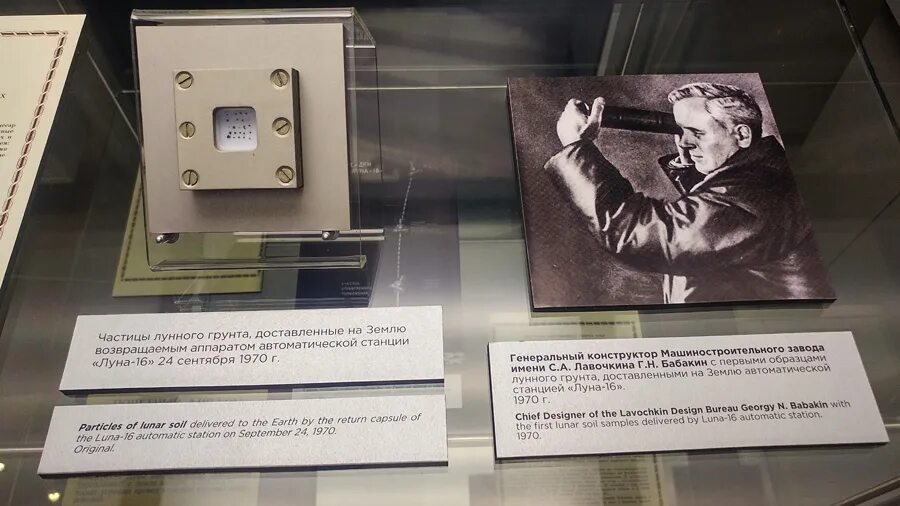 ЛУНА-16»
Частицы лунного грунта, доставленные на Землю
возвращаемым аппаратом автоматической станции
«Луна-16» 24 сентября 1970 г.
Particles of lunar soil delivered to the Earth by the return capsule of
the Luna-16 automatic station on September 24, 1970.
Original.
Генеральный конструктор Машиностроительного завода
имени С.А. Лавочкина Г.Н. Бабакин с первыми образцами
лунного грунта, доставленными на Землю автоматической
станцией «Луна-16».
1970 г.
Chief Designer of the Lavochkin Design Bureau Georgy N. Babakin with
the first lunar soil samples delivered by Luna-16 automatic station.
1970.